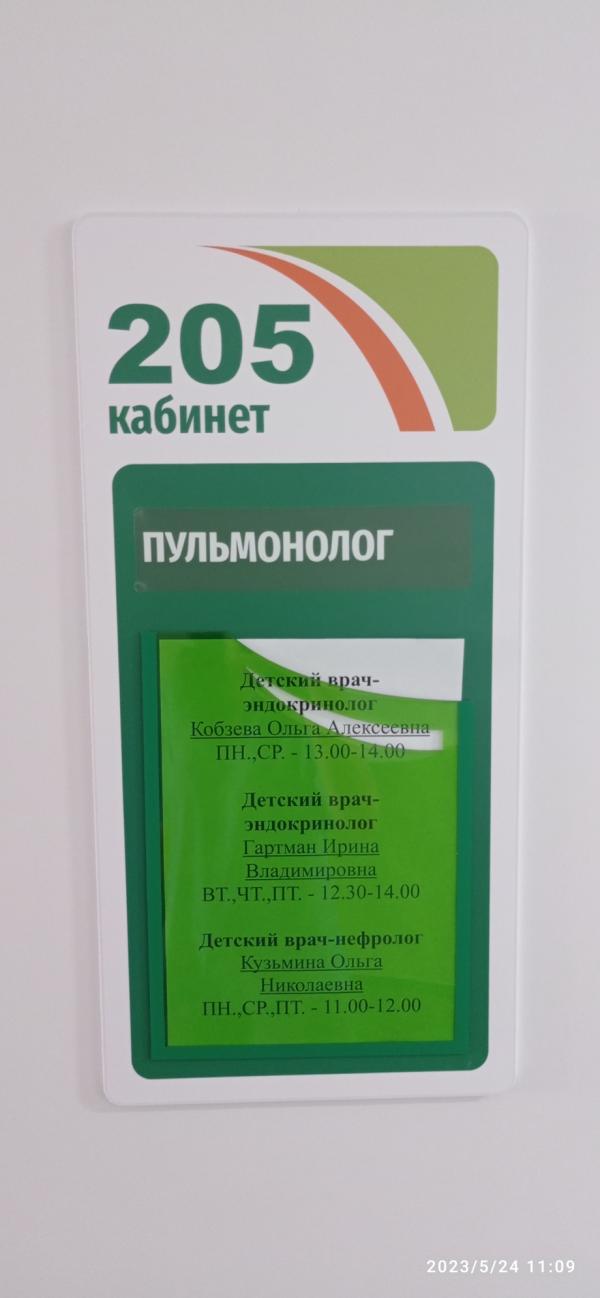 205
кабинет
ПУЛЬМОНОЛОГ
Детский врач-
эндокринолог
Кобзева Ольга Алексеевна
ПН.,СР. - 13.00-14.00
Детский врач-
эндокринолог
Гартман Ирина
Владимировна
ВТ.,ЧТ.,ПТ. - 12.30-14.00
Детский врач-нефролог
Кузьмина Ольга
Николаевна
ПН.,СР.,ПТ. - 11.00-12.00
2023/5/24 11:09